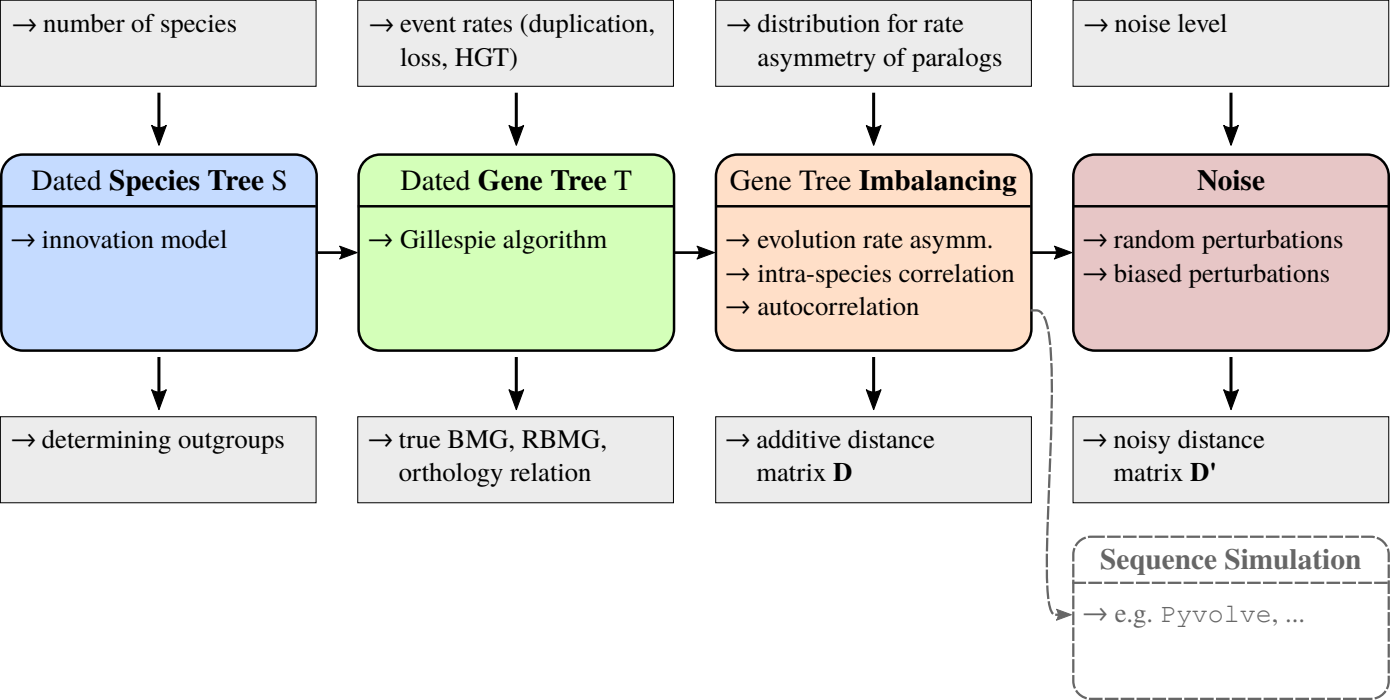 → number of species
→ event rates (duplication,
loss, HGT)
→ distribution for rate
asymmetry of paralogs
→ noise level
Dated Species Tree S
→ innovation model
Dated Gene Tree T
→ Gillespie algorithm
Gene Tree Imbalancing
→ evolution rate asymm.
→ intra-species correlation
→ autocorrelation
Noise
→ random perturbations
→ biased perturbations
→ determining outgroups
→ true BMG, RBMG,
orthology relation
→ additive distance
matrix D
→ noisy distance
matrix D'
Sequence Simulation
→ e.g. Pyvolve, ...